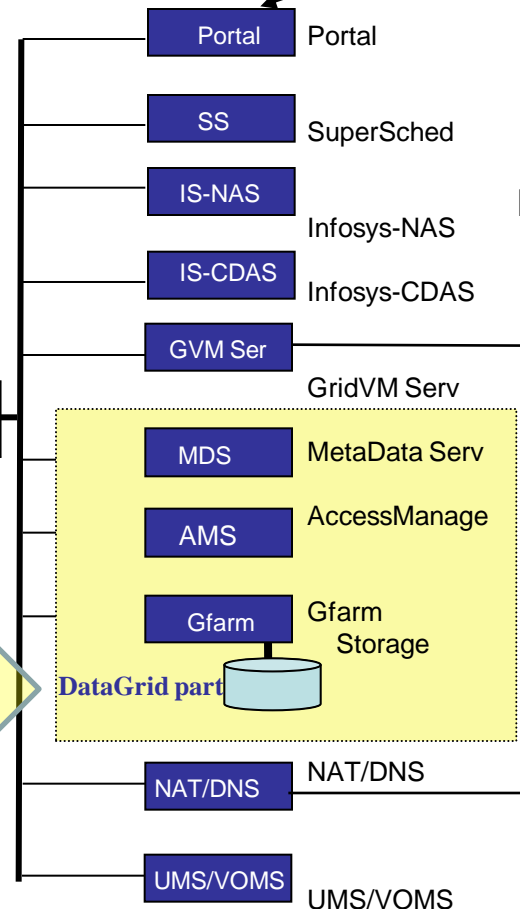 Portal Portal
SS
SuperSched
IS-NAS
Infosys-NAS
IS-CDAS
Infosys-CDAS
GVM Ser
GridVM Serv
MDS MetaData Serv
AccessManage
AMS
Gfarm Gfarm
Storage
DataGrid part
NAT/DNS
NAT/DNS
UMS/VOMS
UMS/VOMS